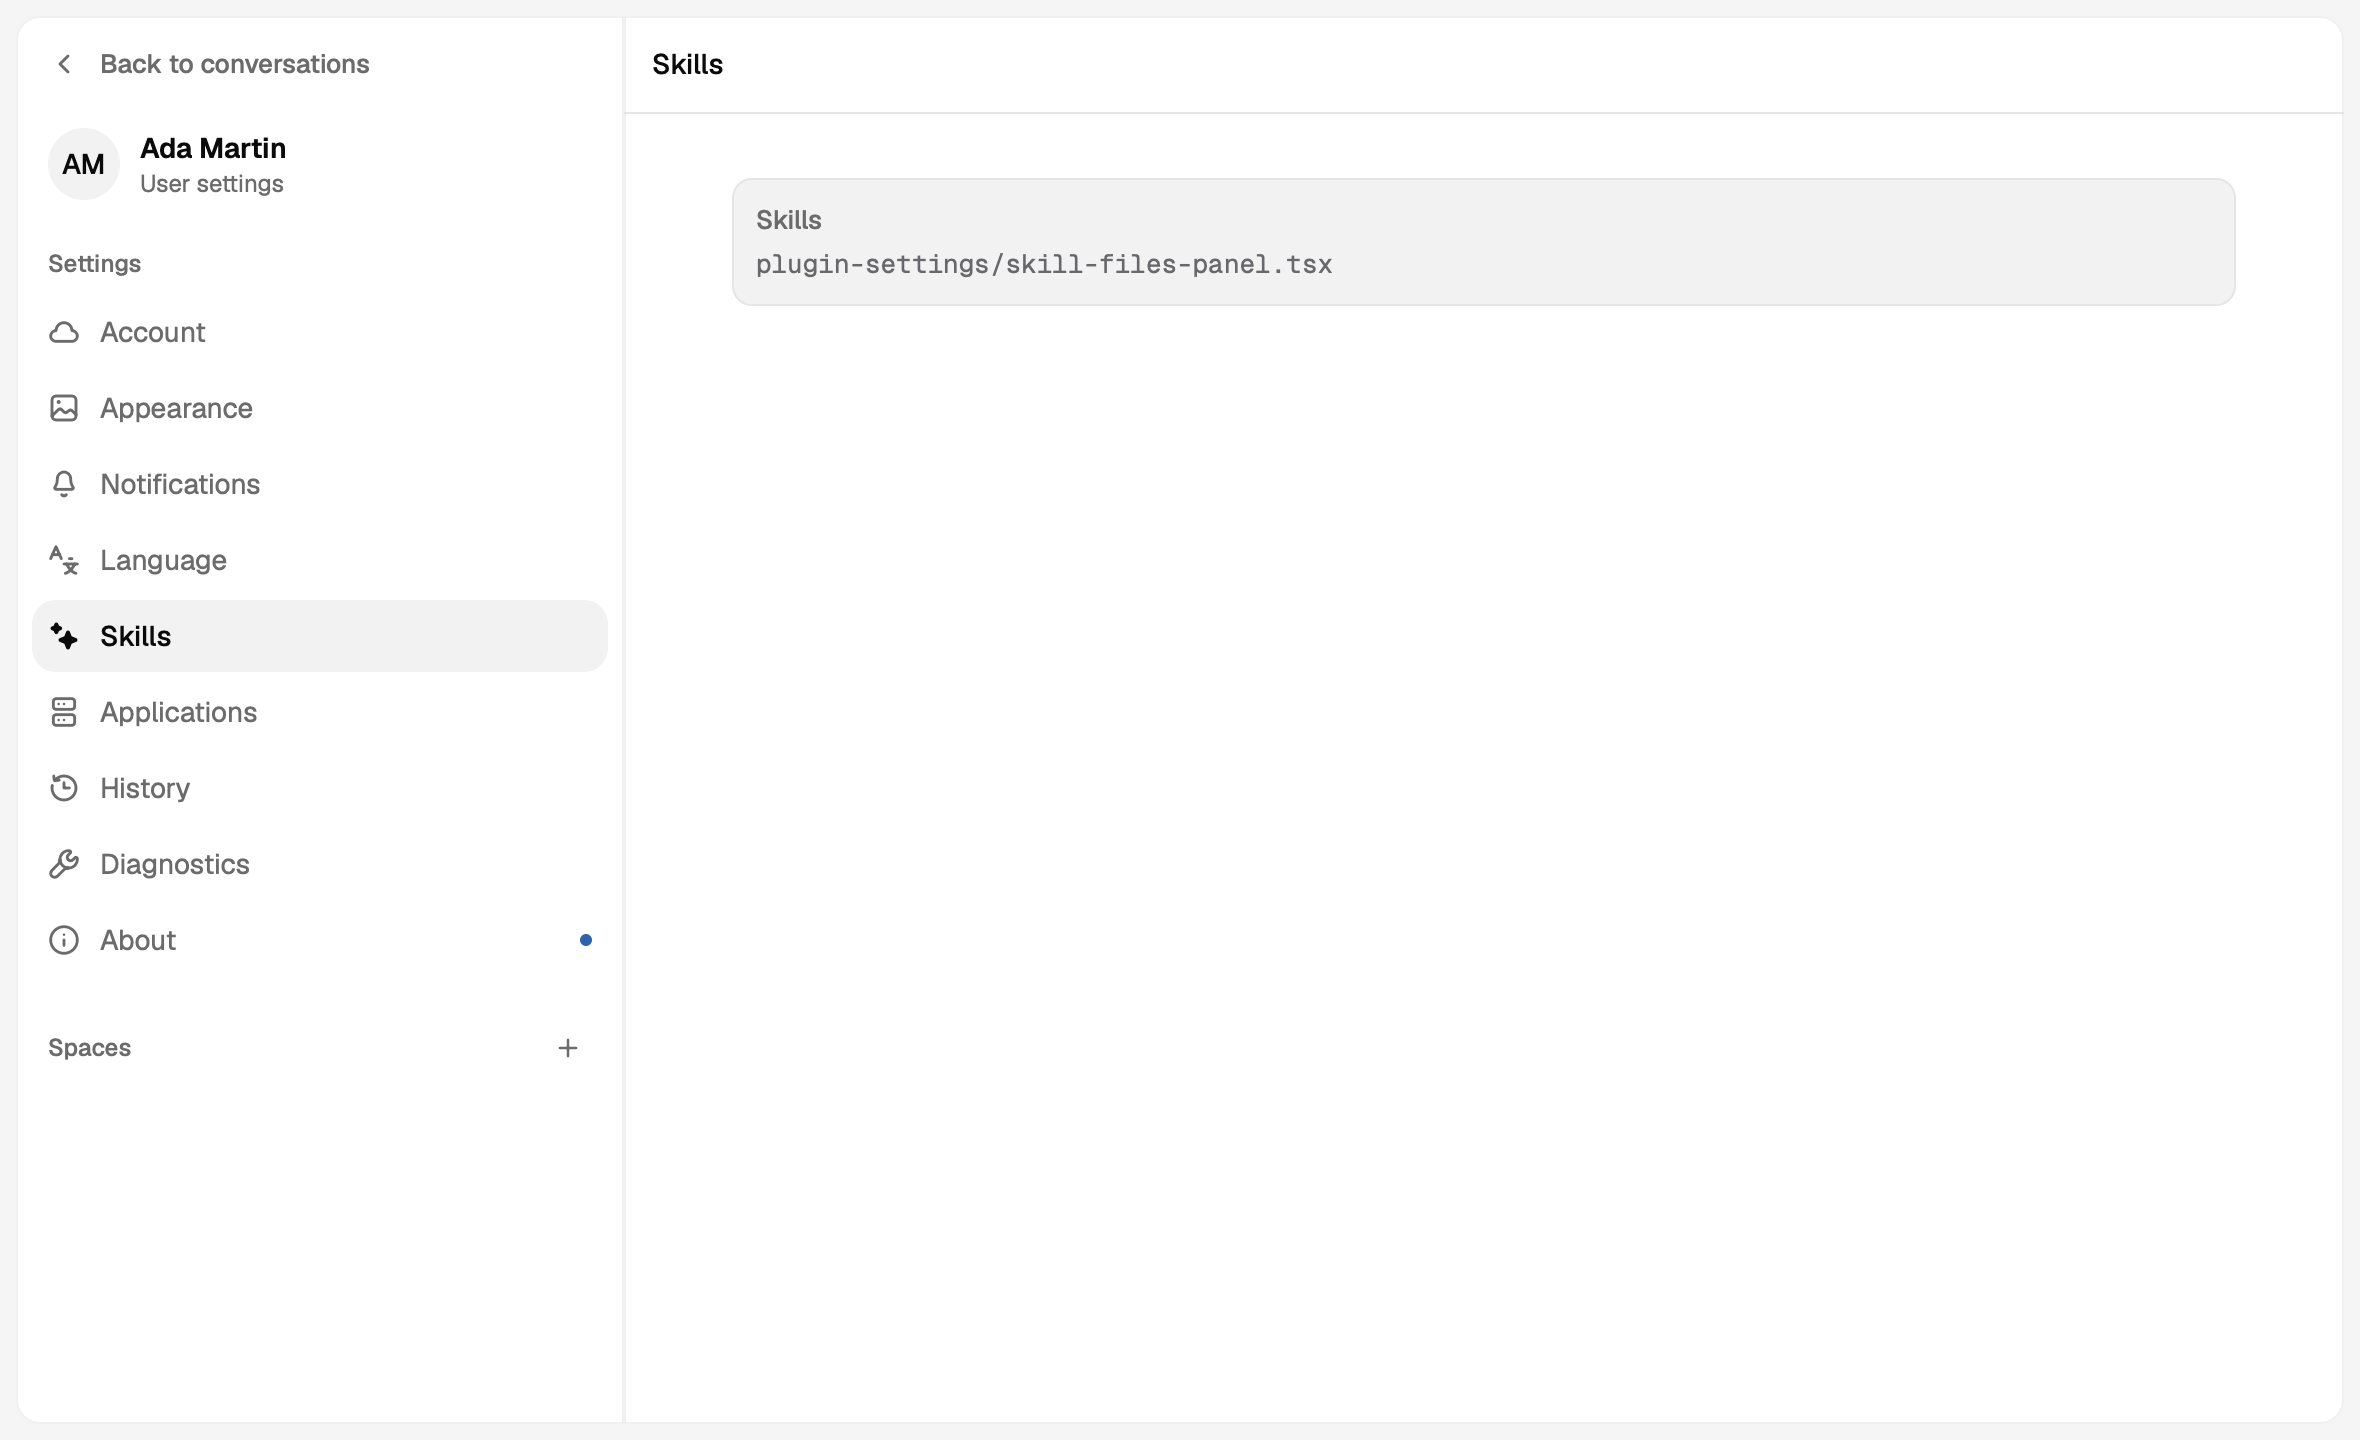 Back to conversations
AM
Ada Martin
User settings
Settings
Account
Appearance
Notifications
Language
Skills
Applications
History
Diagnostics
About
Spaces
Skills
Skills
plugin-settings/skill-files-panel.tsx